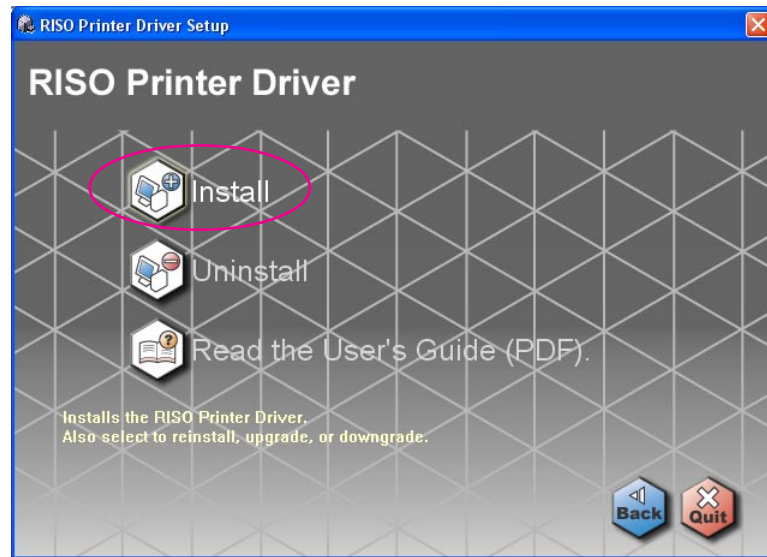 RISO Printer Driver Setup
RISO Printer Driver
Install
Uninstall
Read the User's Guide (PDF).
Installs the RISO Printer Driver.
Also select to reinstall, upgrade, or downgrade.
Back
Quit